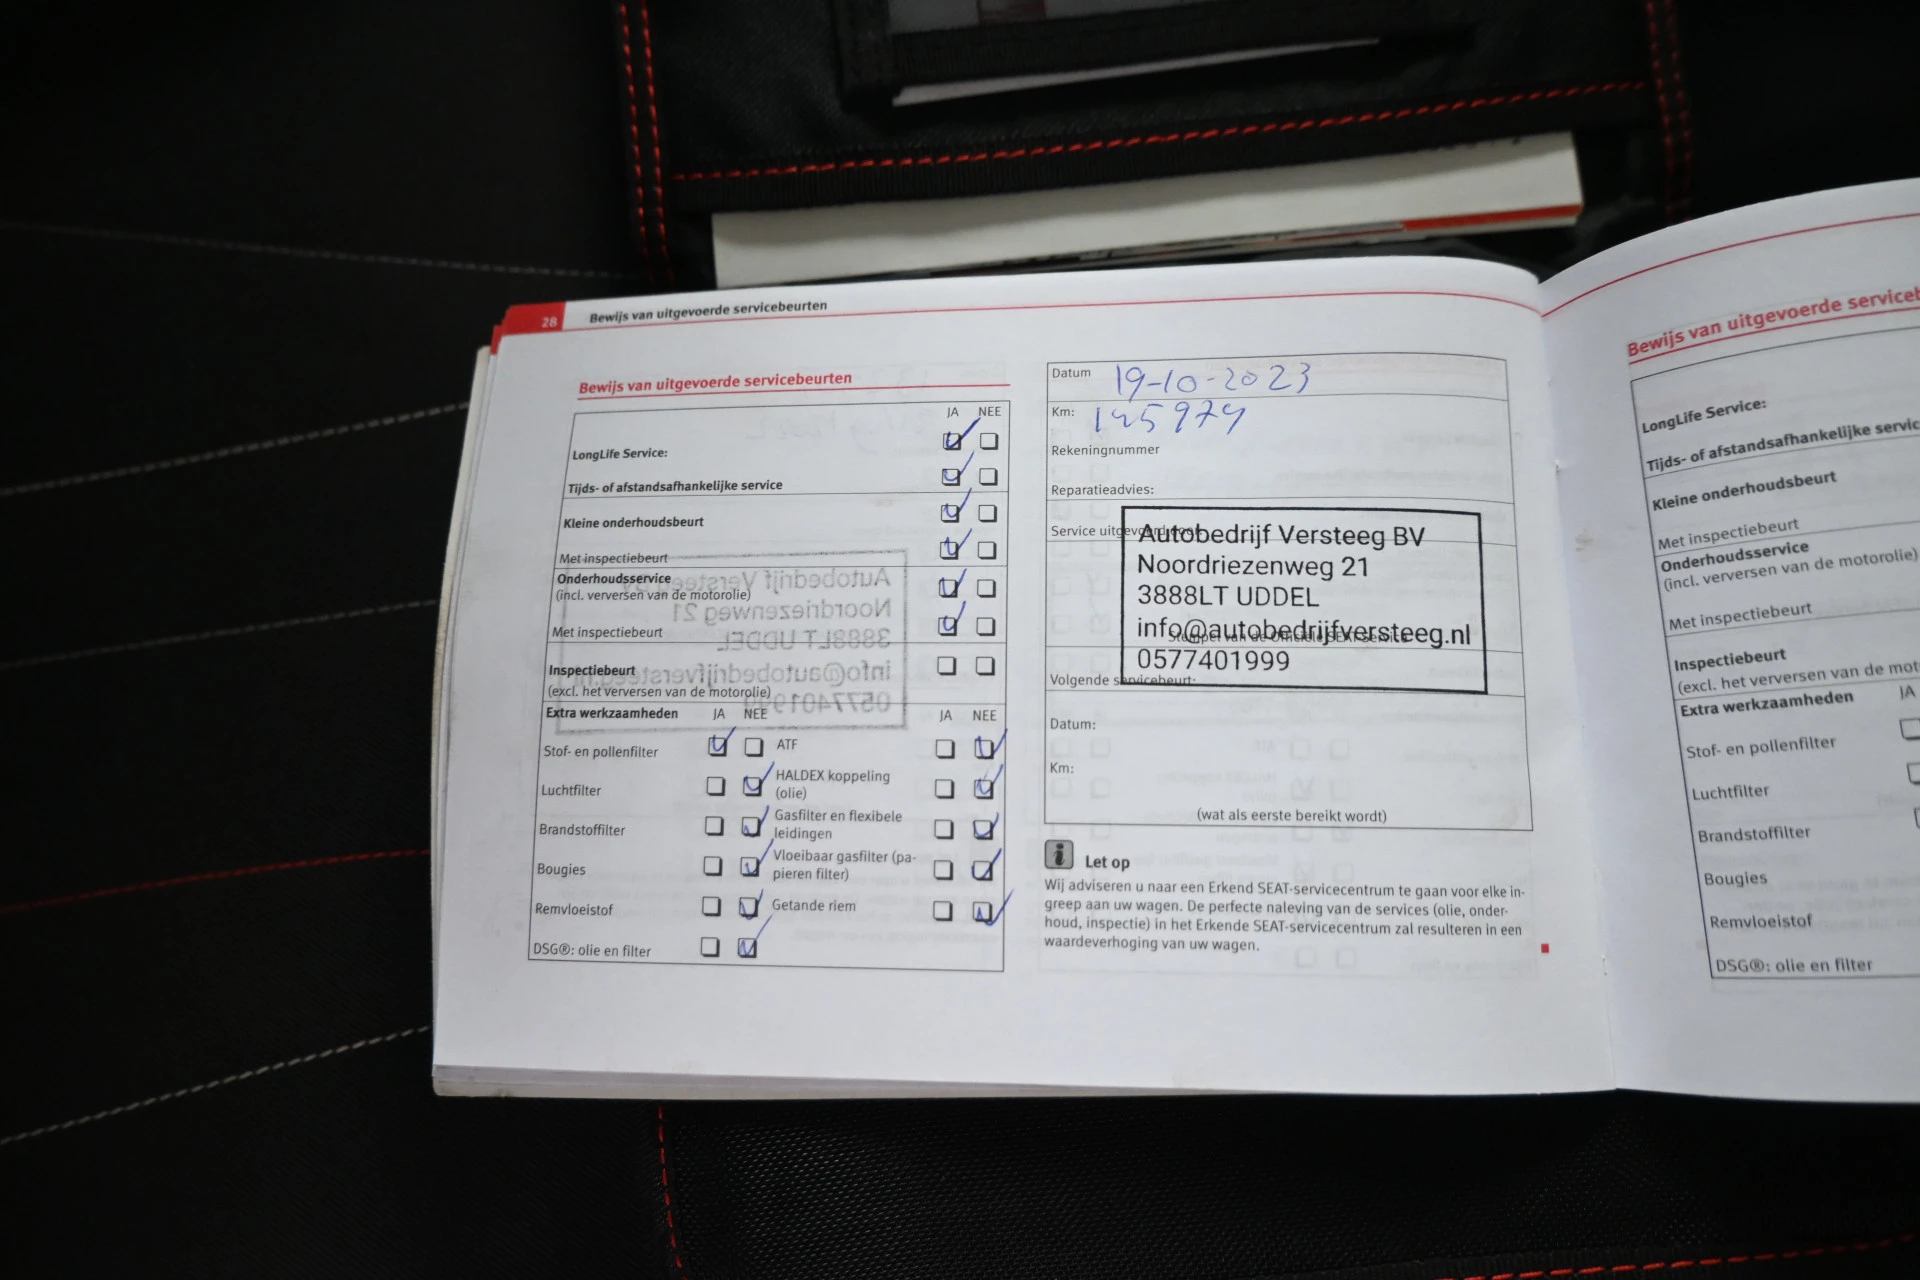 28 Bewijs van uitgevoerde servicebeurten
Bewijs van uitgevoerde servicebeurten
JA NEE
LongLife Service:
Tijds- of afstandsafhankelijke service
Kleine onderhoudsbeurt
Met inspectiebeurt
Onderhoudsservice
(incl. verversen van de motorolie)
Met inspectiebeurt
Inspectiebeurt
(excl. het verversen van de motorolie)
Extra werkzaamheden JA NEE JA NEE
Stof- en pollenfilter ATF
Luchtfilter HALDEX koppeling
(olie)
Brandstoffilter Gasfilter en flexibele
leidingen
Bougies Vloeibaar gasfilter (pa-
pieren filter)
Remvloeistof Getande riem
DSG®: olie en filter
Datum 19-10-2023
Km: 145974
Rekeningnummer
Reparatieadvies:
Service uitgevoerd door:
Autobedrijf Versteeg BV
Noordriezenweg 21
3888LT UDDEL
info@autobedrijfversteeg.nl
Stempel van de Officiële SEAT-Service
0577401999
Volgende servicebeurt:
Datum:
Km:
(wat als eerste bereikt wordt)
Let op
Wij adviseren u naar een Erkend SEAT-servicecentrum te gaan voor elke in-
greep aan uw wagen. De perfecte naleving van de services (olie, onder-
houd, inspectie) in het Erkende SEAT-servicecentrum zal resulteren in een
waardeverhoging van uw wagen.
Bewijs van uitgevoerde
LongLife Service:
Tijds- of afstandsafhankelijke
Kleine onderhoudsbeurt
Met inspectiebeurt
Onderhoudsservice
(incl. verversen van de motorolie)
Met inspectiebeurt
Inspectiebeurt
(excl. het verversen van de
Extra werkzaamheden JA
Stof- en pollenfilter
Luchtfilter
Brandstoffilter
Bougies
Remvloeistof
DSG®: olie en filter